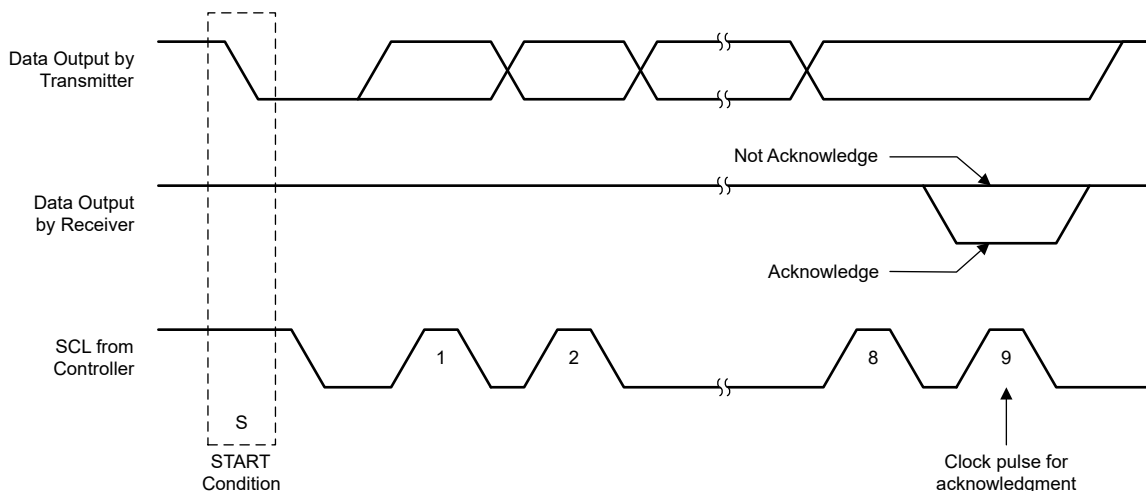 Data Output by
Transmitter
Not Acknowledge
Data Output
by Receiver
Acknowledge
SCL from
Controller
1
2
8
9
S
START
Condition
Clock pulse for
acknowledgment